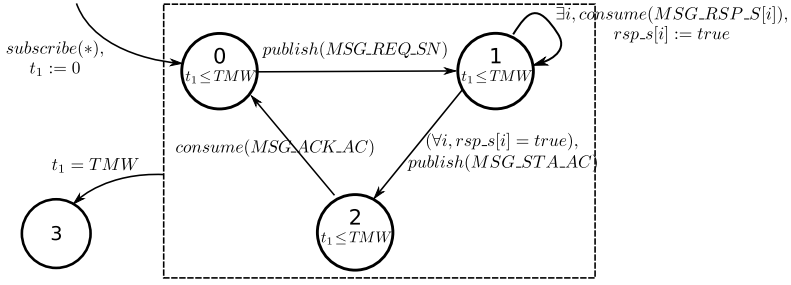 ∃i, consume(MSG_RSP_S[i]),
rsp_s[i] := true
subscribe(∗),
t₁ := 0
0
t₁ ≤ TMW
publish(MSG_REQ_SN)
1
t₁ ≤ TMW
consume(MSG_ACK_AC)
(∀i, rsp_s[i] = true),
publish(MSG_STA_AC)
t₁ = TMW
3
2
t₁ ≤ TMW